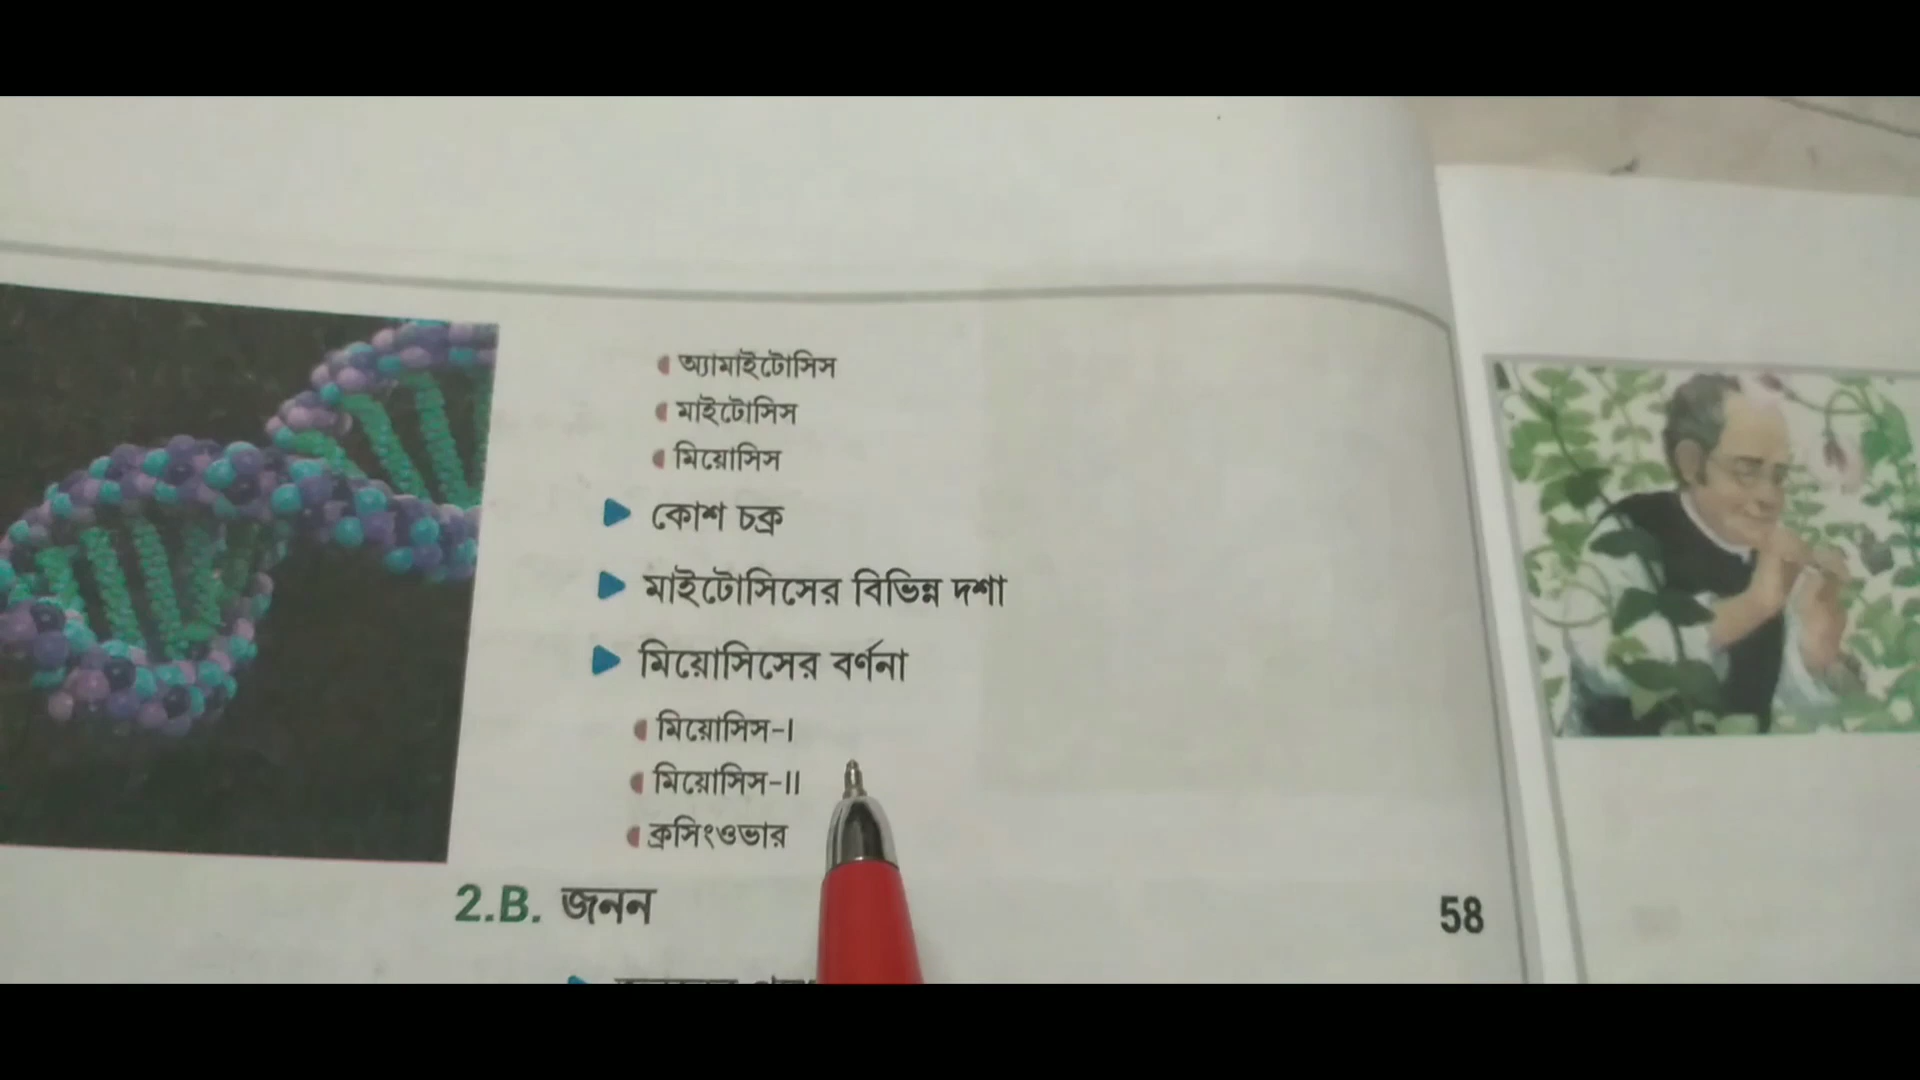 অ্যামাইটোসিস
মাইটোসিস
মিয়োসিস
কোশ চক্র
মাইটোসিসের বিভিন্ন দশা
মিয়োসিসের বর্ণনা
মিয়োসিস-I
মিয়োসিস-II
ক্রসিংওভার
2.B. জনন 58